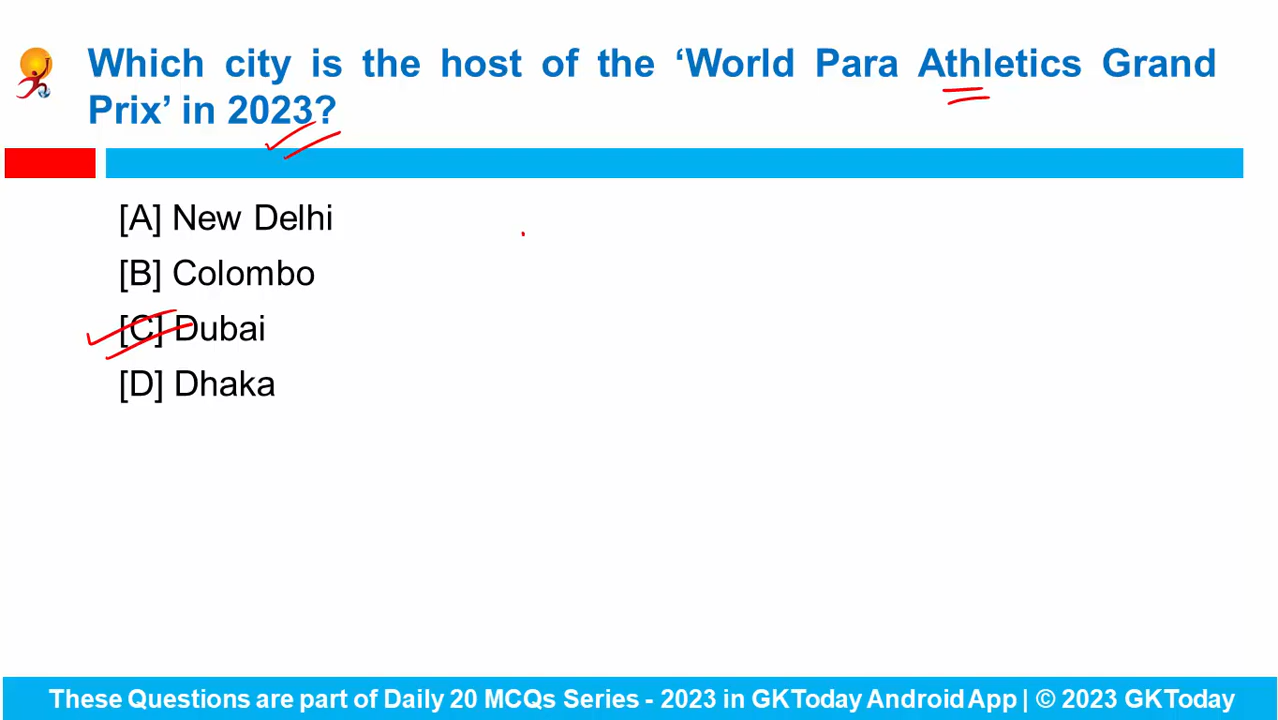 Which city is the host of the ‘World Para Athletics Grand
Prix’ in 2023?
[A] New Delhi
[B] Colombo
[C] Dubai
[D] Dhaka
These Questions are part of Daily 20 MCQs Series - 2023 in GKToday Android App | © 2023 GKToday